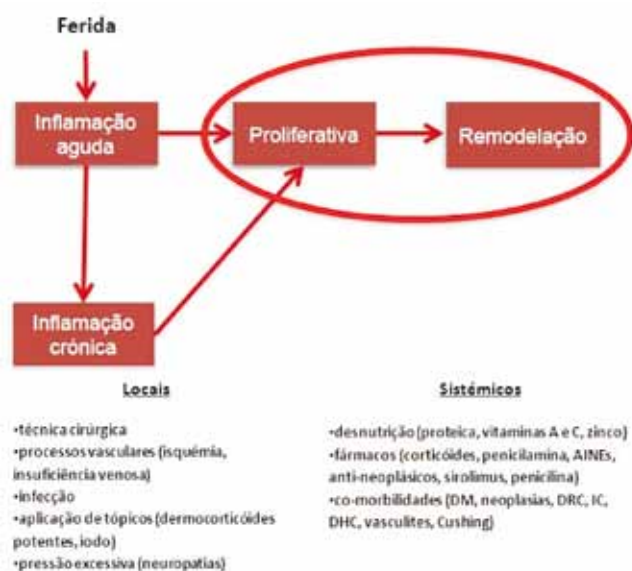 Ferida
Inflamação
aguda
Proliferativa
Remodelação
Inflamação
crónica
Locais
•técnica cirúrgica
•processos vasculares (isquémia,
insuficiência venosa)
•infecção
•aplicação de tópicos (dermocorticóides
potentes, iodo)
•pressão excessiva (neuropatias)
Sistémicos
•desnutrição (proteica, vitaminas A e C, zinco)
•fármacos (corticóides, penicilamina, AINEs,
anti-neoplásicos, sirolimus, penicilina)
•co-morbilidades (DM, neoplasias, DRC, IC,
DHC, vasculites, Cushing)